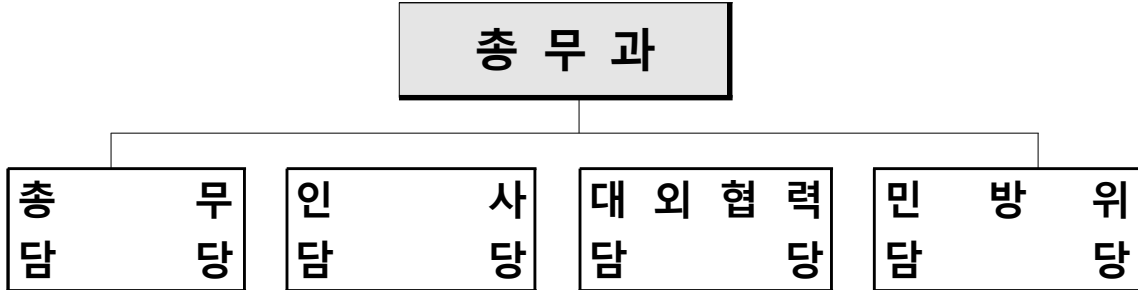 총 무 과
총 무
담 당
인 사
담 당
대 외 협 력
담 당
민 방 위
담 당